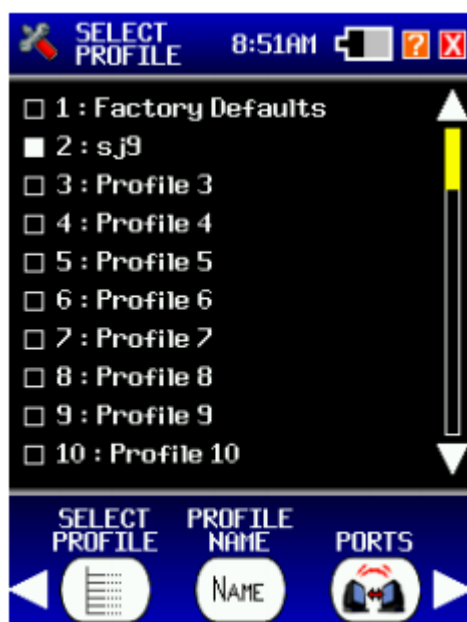 SELECT PROFILE 8:51AM ? X
1 : Factory Defaults
2 : sj9
3 : Profile 3
4 : Profile 4
5 : Profile 5
6 : Profile 6
7 : Profile 7
8 : Profile 8
9 : Profile 9
10 : Profile 10
SELECT PROFILE
PROFILE NAME
PORTS
NAME